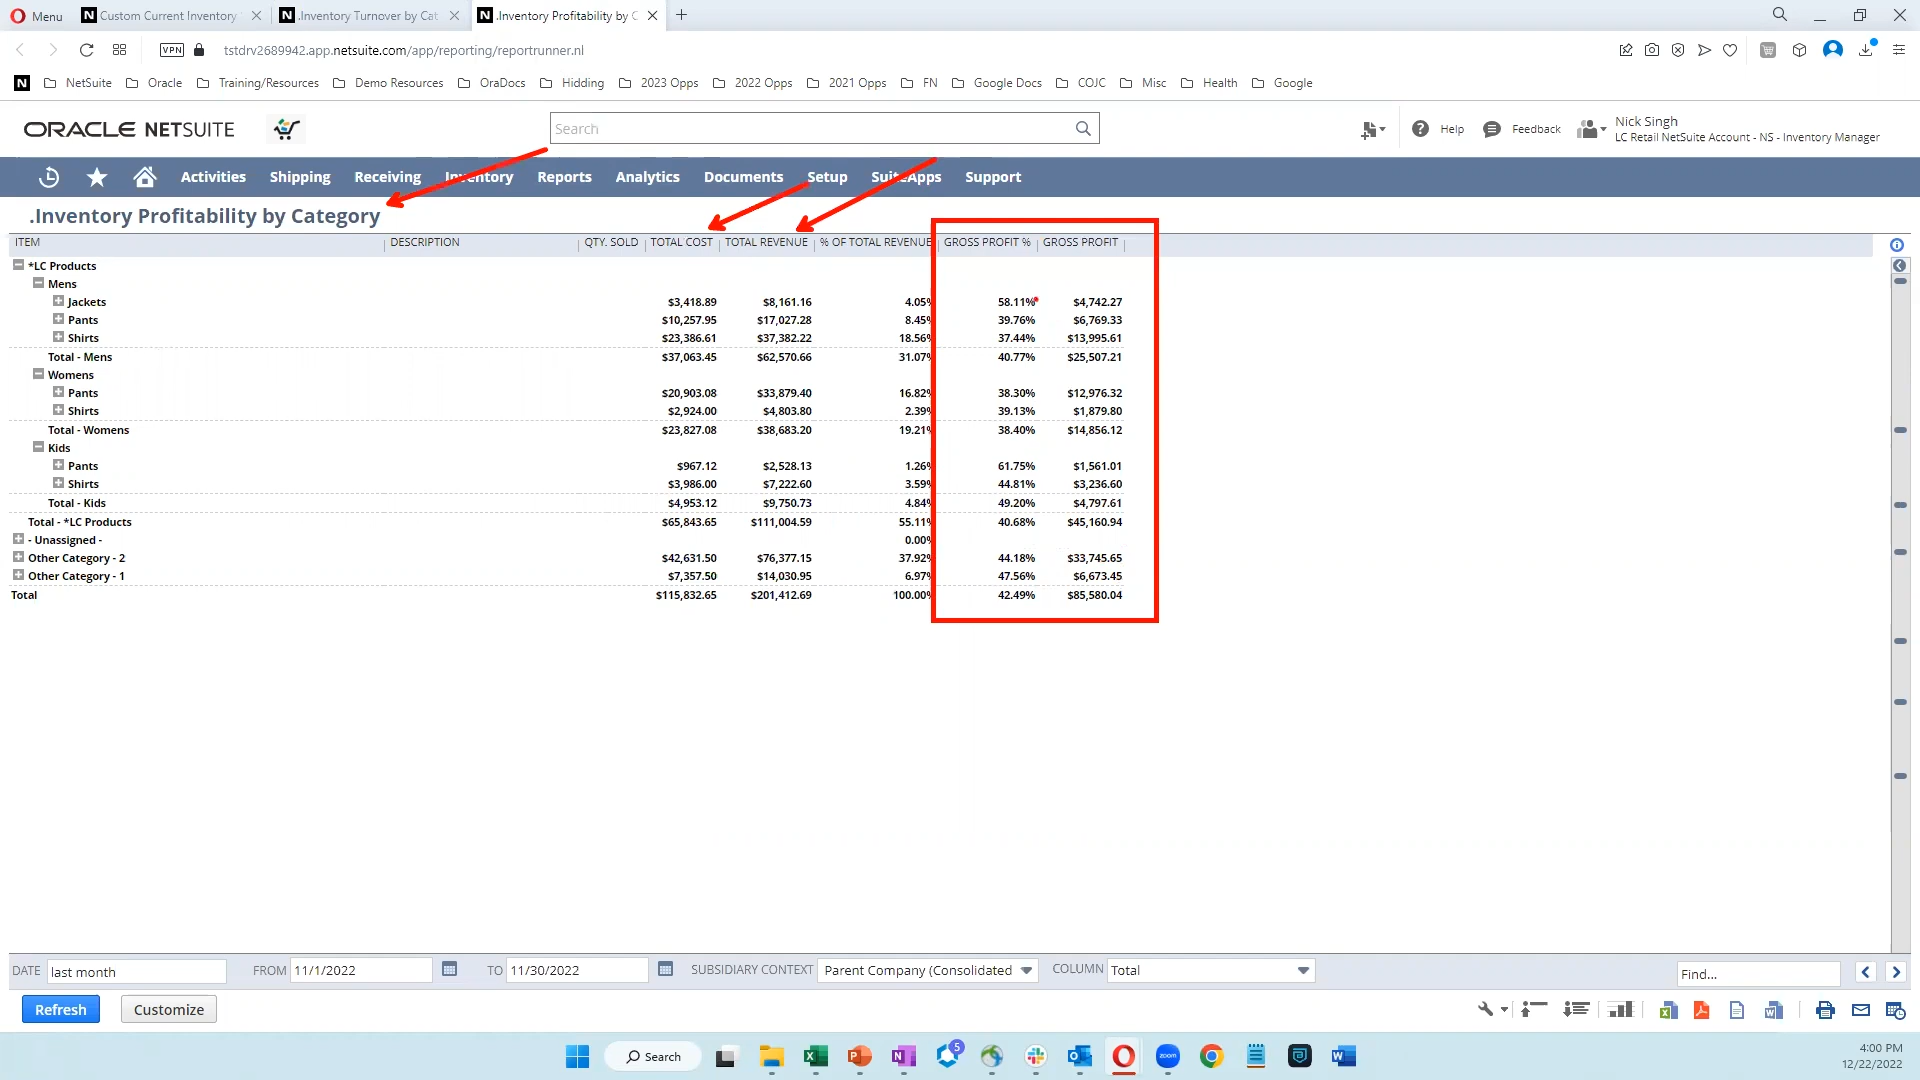 Menu
Custom Current Inventory
.Inventory Turnover by Cat
.Inventory Profitability by C
VPN
tstdrv2689942.app.netsuite.com/app/reporting/reportrunner.nl
N NetSuite Oracle Training/Resources Demo Resources OraDocs Hidding 2023 Opps 2022 Opps 2021 Opps FN Google Docs COJC Misc Health Google
ORACLE NETSUITE
Search
Help
Feedback
Nick Singh
LC Retail NetSuite Account - NS - Inventory Manager
Activities Shipping Receiving Inventory Reports Analytics Documents Setup SuiteApps Support
.Inventory Profitability by Category
ITEM DESCRIPTION QTY. SOLD TOTAL COST TOTAL REVENUE % OF TOTAL REVENUE GROSS PROFIT % GROSS PROFIT
*LC Products
Mens
Jackets $3,418.89 $8,161.16 4.05% 58.11% $4,742.27
Pants $10,257.95 $17,027.28 8.45% 39.76% $6,769.33
Shirts $23,386.61 $37,382.22 18.56% 37.44% $13,995.61
Total - Mens $37,063.45 $62,570.66 31.07% 40.77% $25,507.21
Womens
Pants $20,903.08 $33,879.40 16.82% 38.30% $12,976.32
Shirts $2,924.00 $4,803.80 2.39% 39.13% $1,879.80
Total - Womens $23,827.08 $38,683.20 19.21% 38.40% $14,856.12
Kids
Pants $967.12 $2,528.13 1.26% 61.75% $1,561.01
Shirts $3,986.00 $7,222.60 3.59% 44.81% $3,236.60
Total - Kids $4,953.12 $9,750.73 4.84% 49.20% $4,797.61
Total - *LC Products $65,843.65 $111,004.59 55.11% 40.68% $45,160.94
- Unassigned - 0.00%
Other Category - 2 $42,631.50 $76,377.15 37.92% 44.18% $33,745.65
Other Category - 1 $7,357.50 $14,030.95 6.97% 47.56% $6,673.45
Total $115,832.65 $201,412.69 100.00% 42.49% $85,580.04
DATE last month FROM 11/1/2022 TO 11/30/2022 SUBSIDIARY CONTEXT Parent Company (Consolidated COLUMN Total Find...
Refresh Customize
Search
5
zoom
4:00 PM
12/22/2022